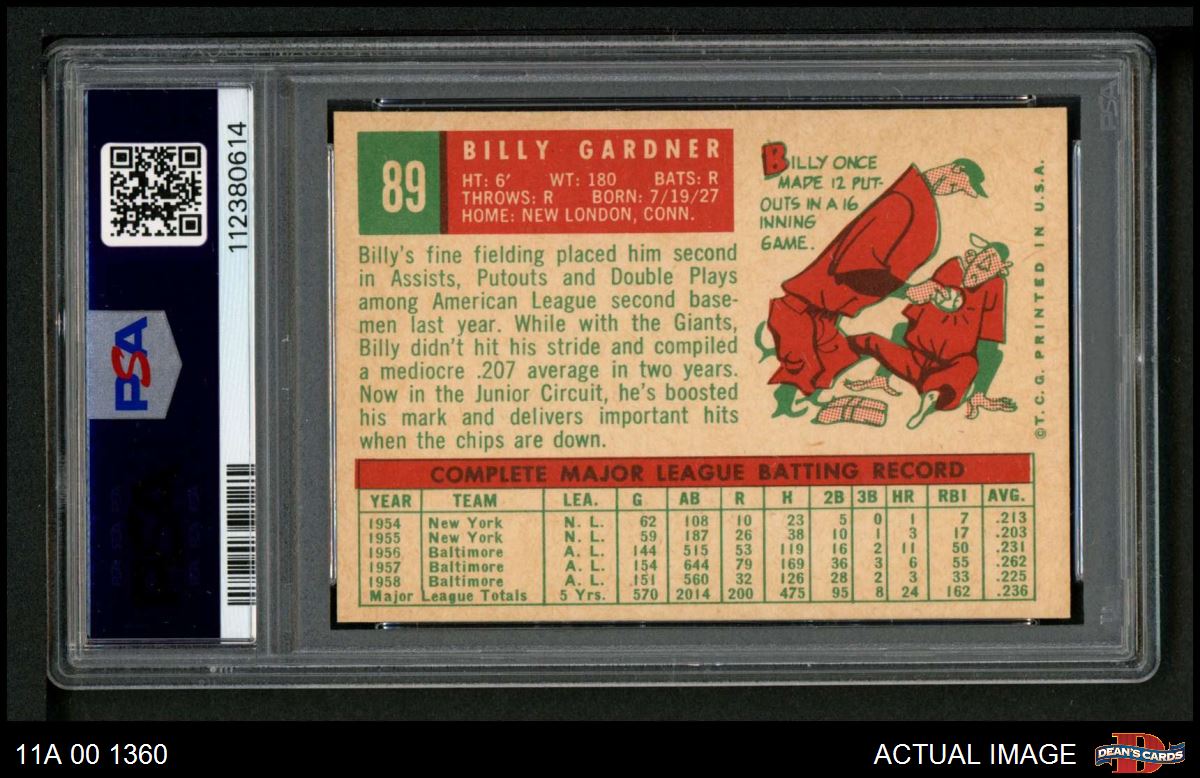 112380614
PSA
PSA
89
BILLY GARDNER
HT: 6' WT: 180 BATS: R
THROWS: R BORN: 7/19/27
HOME: NEW LONDON, CONN.
Billy's fine fielding placed him second
in Assists, Putouts and Double Plays
among American League second base-
men last year. While with the Giants,
Billy didn't hit his stride and compiled
a mediocre .207 average in two years.
Now in the Junior Circuit, he's boosted
his mark and delivers important hits
when the chips are down.
BILLY ONCE
MADE 12 PUT-
OUTS IN A 16
INNING
GAME.
©T.C.G. PRINTED IN U.S.A.
COMPLETE MAJOR LEAGUE BATTING RECORD
YEAR TEAM LEA. G AB R H 2B 3B HR RBI AVG.
1954 New York N. L. 62 108 10 23 5 0 1 7 .213
1955 New York N. L. 59 187 26 38 10 1 3 17 .203
1956 Baltimore A. L. 144 515 53 119 16 2 11 50 .231
1957 Baltimore A. L. 154 644 79 169 36 3 6 55 .262
1958 Baltimore A. L. 151 560 32 126 28 2 3 33 .225
Major League Totals 5 Yrs. 570 2014 200 475 95 8 24 162 .236
11A 00 1360
ACTUAL IMAGE
DEAN'S CARDS